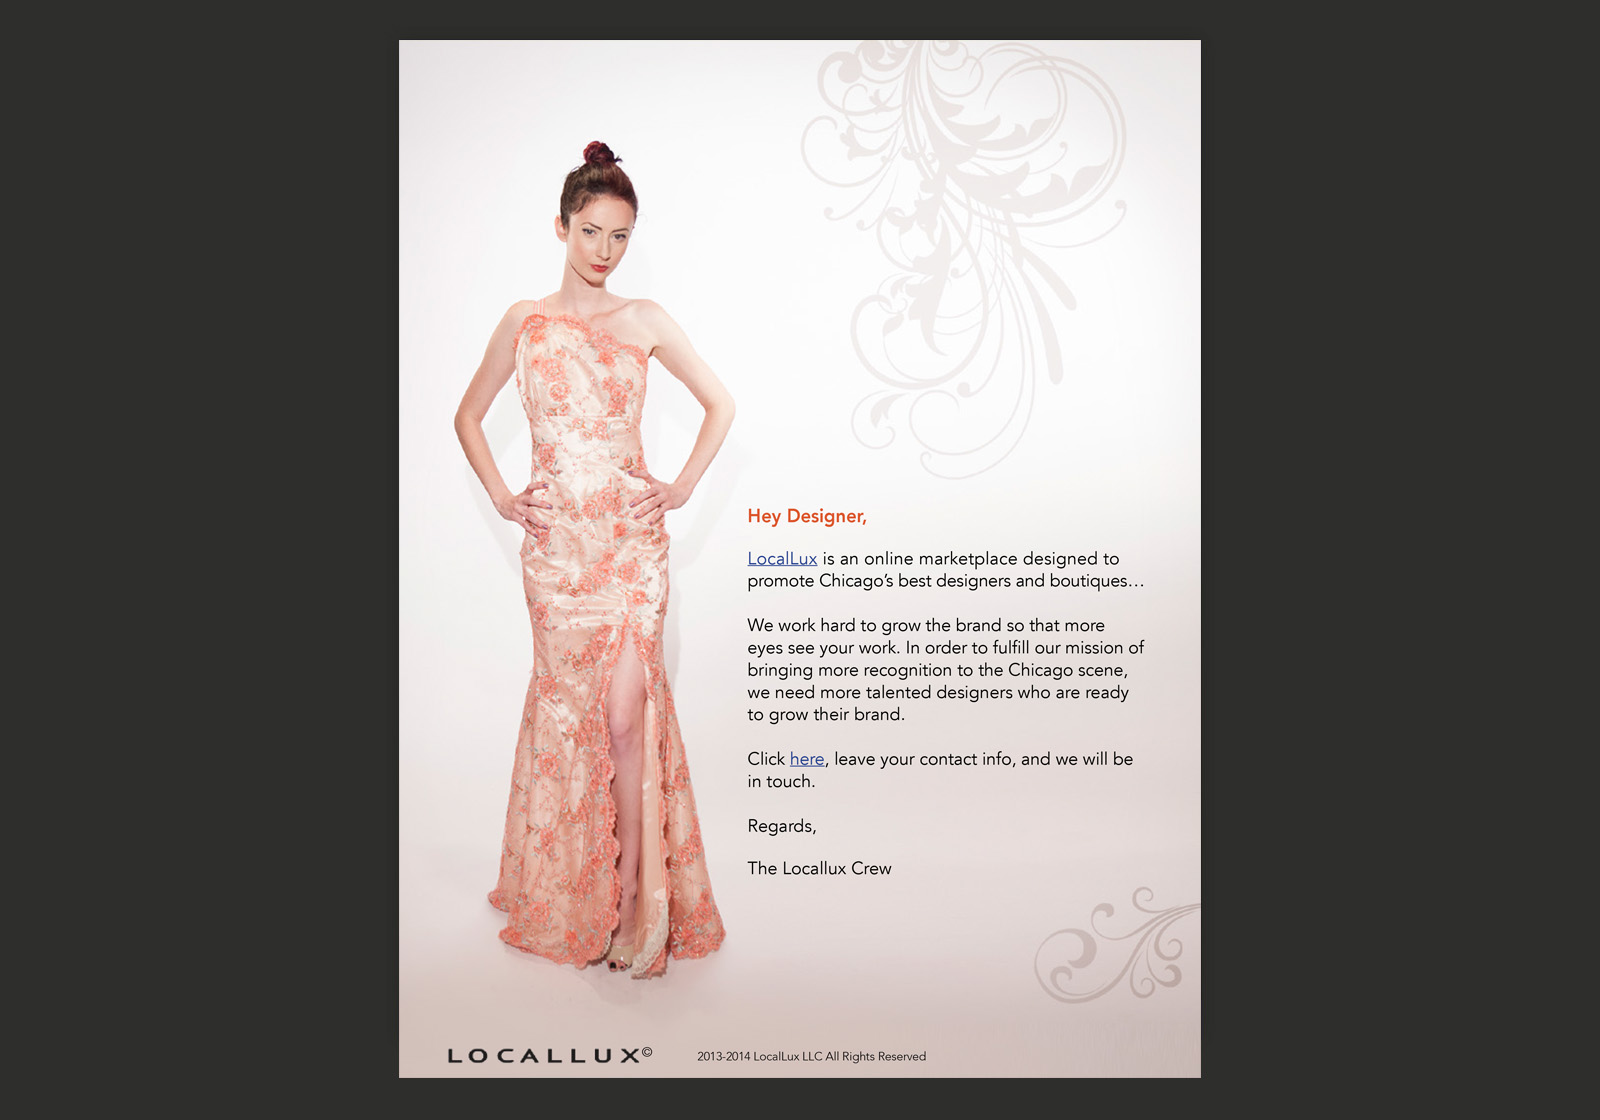 Hey Designer,
LocalLux is an online marketplace designed to
promote Chicago’s best designers and boutiques…
We work hard to grow the brand so that more
eyes see your work. In order to fulfill our mission of
bringing more recognition to the Chicago scene,
we need more talented designers who are ready
to grow their brand.
Click here, leave your contact info, and we will be
in touch.
Regards,
The Locallux Crew
LOCALLUX©
2013-2014 LocalLux LLC All Rights Reserved